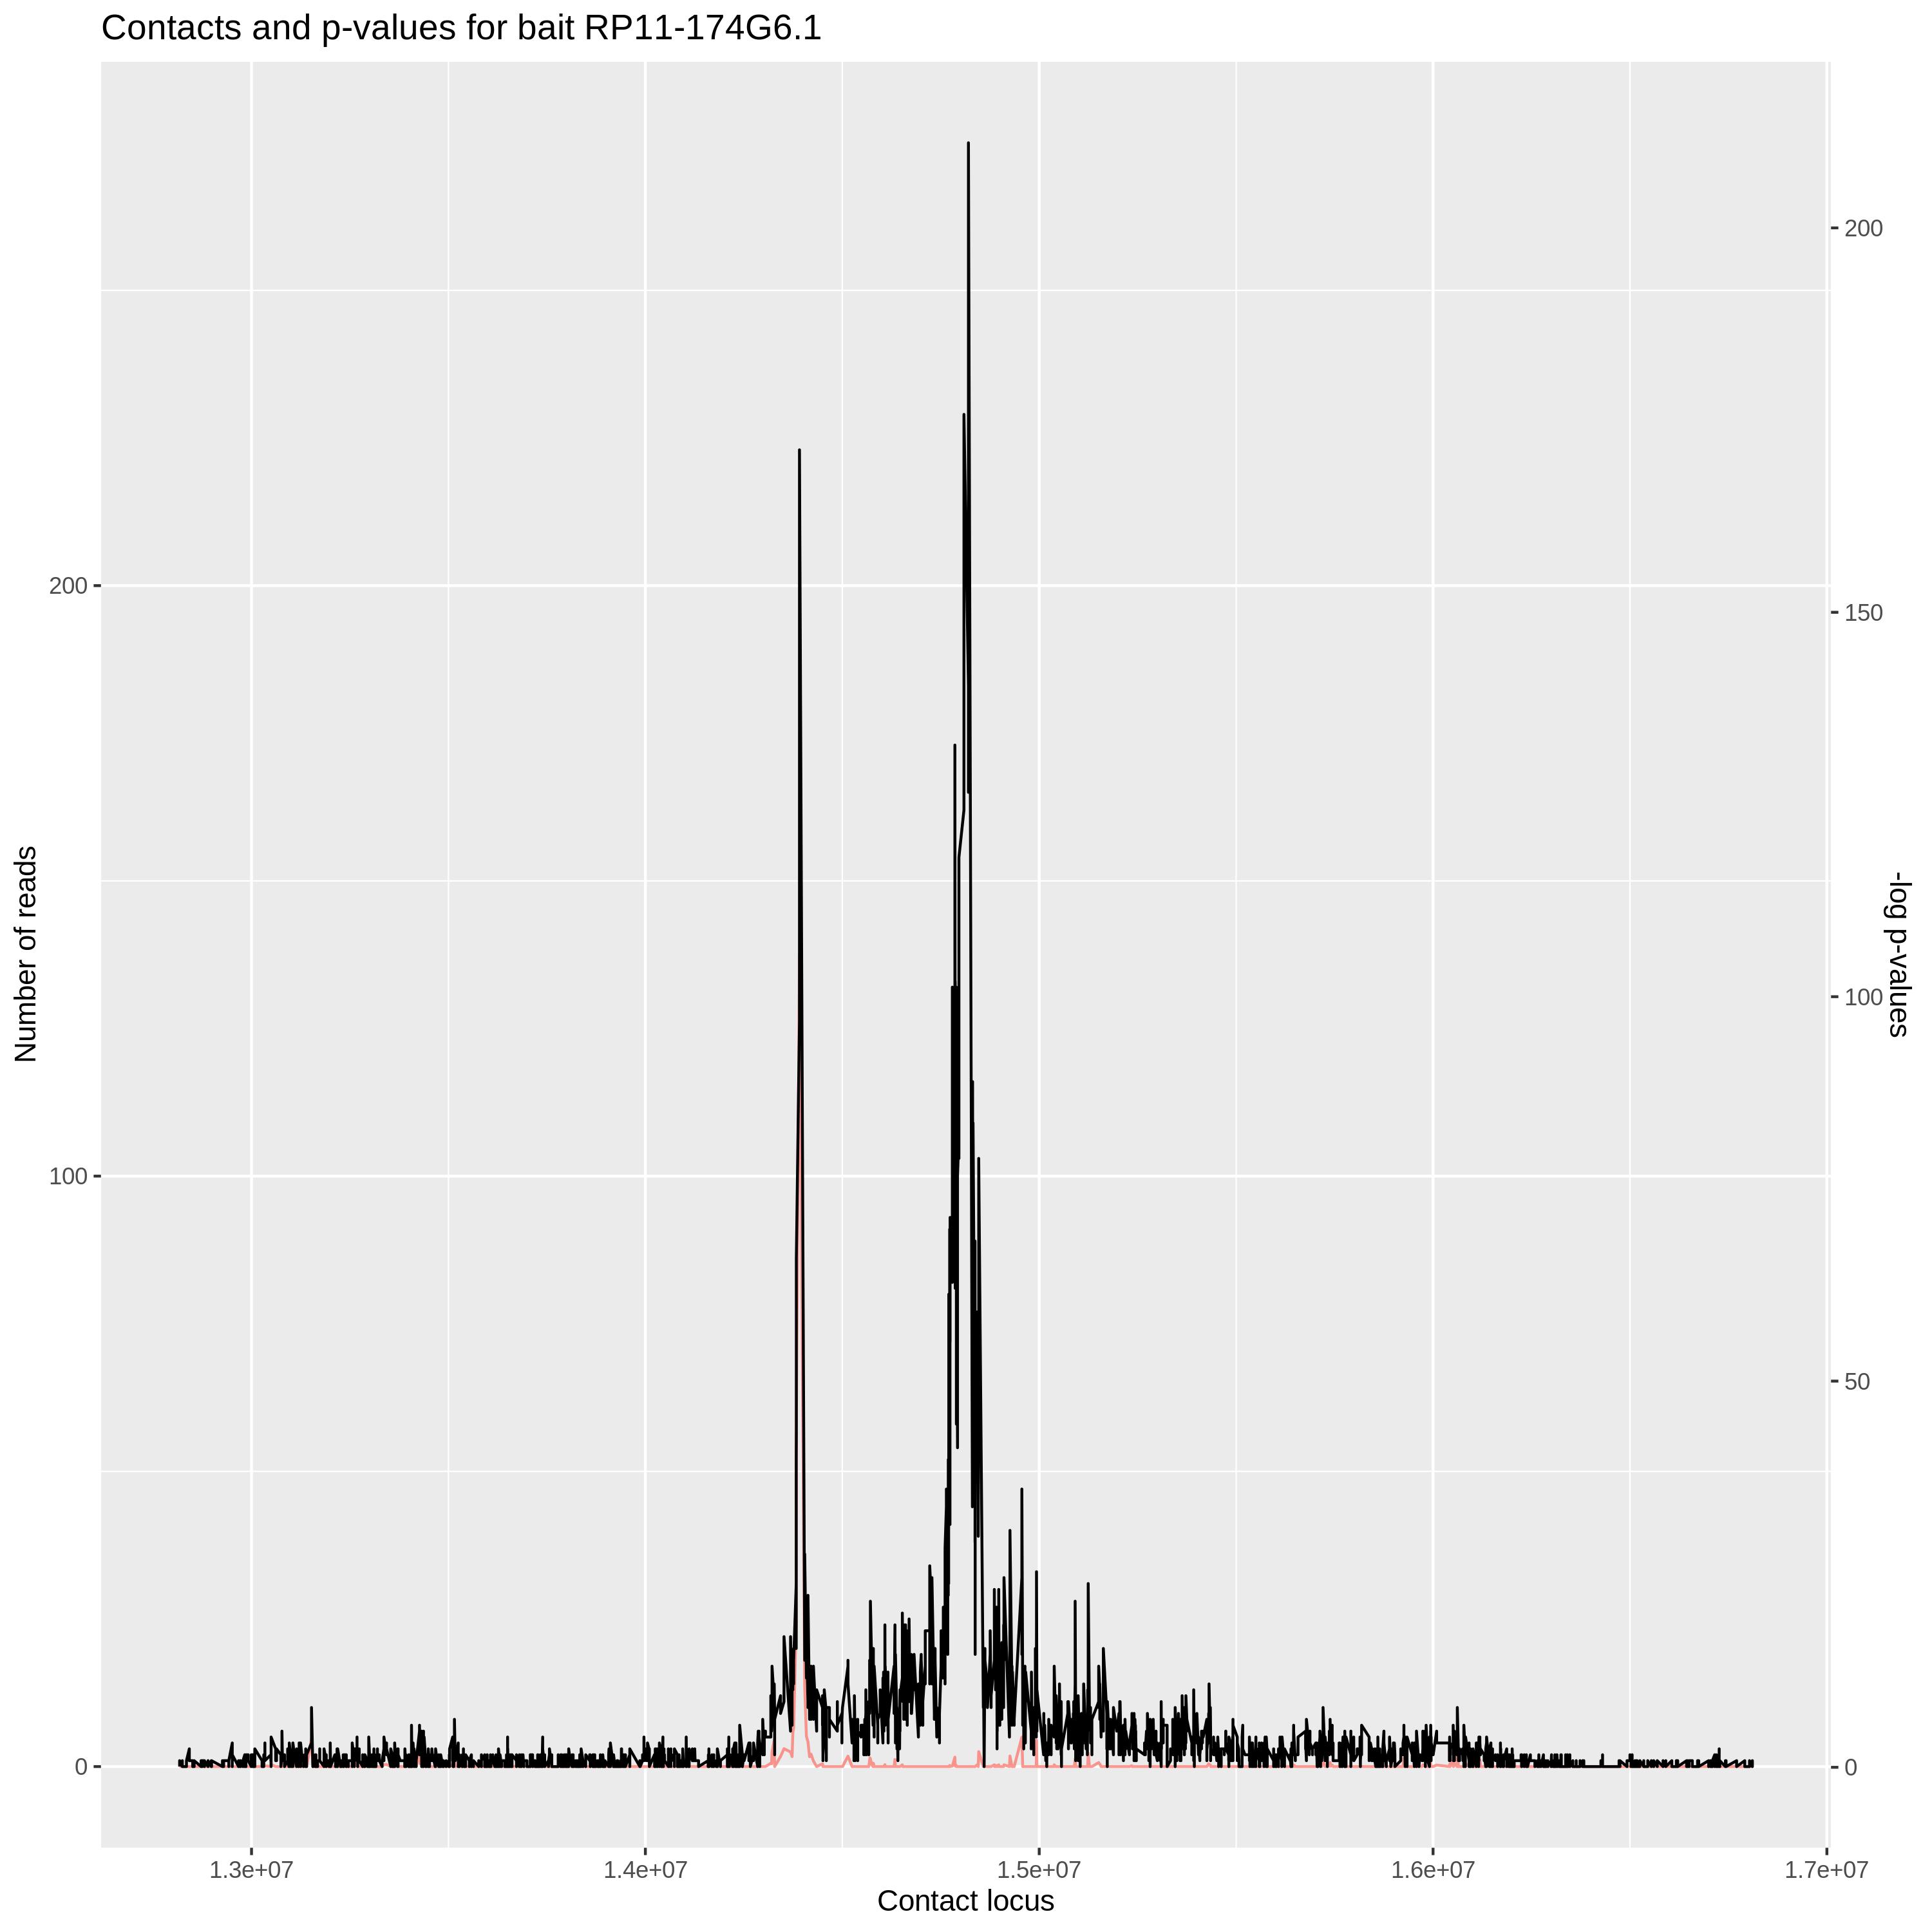 Contacts and p-values for bait RP11-174G6.1
200
100
0
Number of reads
200
150
100
50
0
-log p-values
1.3e+07
1.4e+07
1.5e+07
1.6e+07
1.7e+07
Contact locus